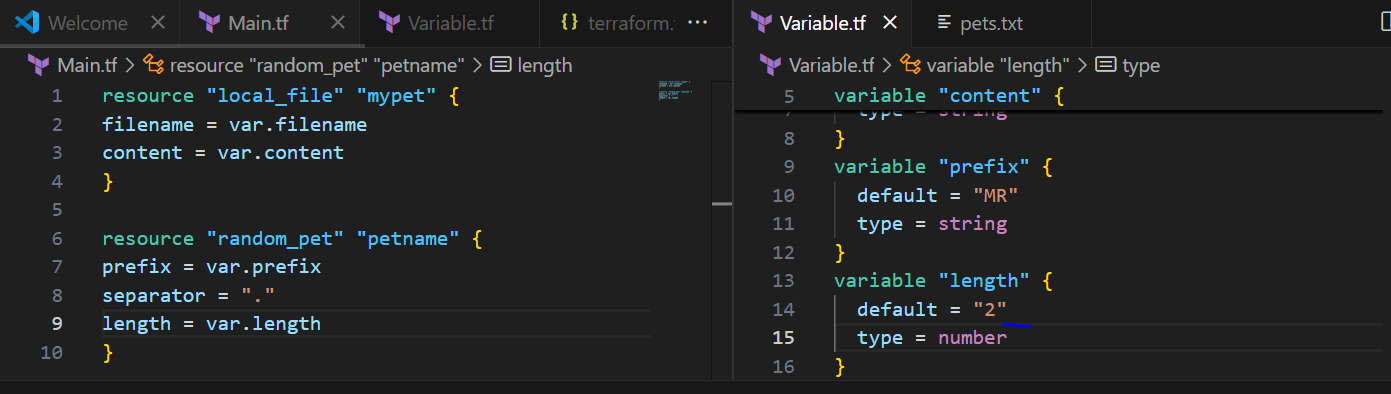 Welcome
Main.tf
Variable.tf
{} terraform. ...
Variable.tf
pets.txt
Main.tf > resource "random_pet" "petname" > length
1 resource "local_file" "mypet" {
2 filename = var.filename
3 content = var.content
4 }
5
6 resource "random_pet" "petname" {
7 prefix = var.prefix
8 separator = "."
9 length = var.length
10 }
Variable.tf > variable "length" > type
5 variable "content" {
7 type = string
8 }
9 variable "prefix" {
10 default = "MR"
11 type = string
12 }
13 variable "length" {
14 default = "2"
15 type = number
16 }